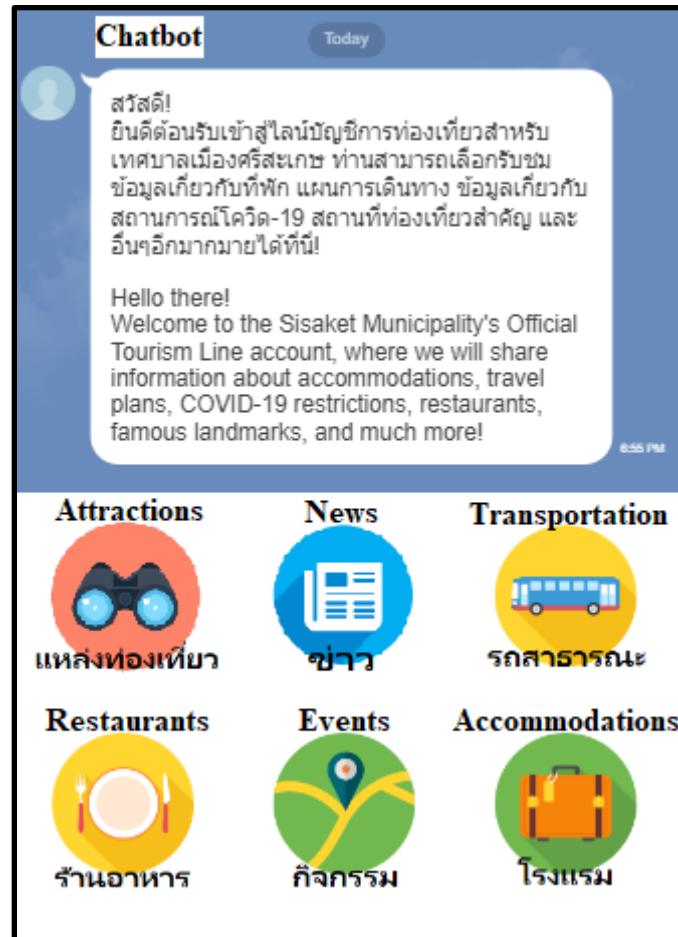 Chatbot
Today
สวัสดี!
ยินดีต้อนรับเข้าสู่ไลน์บัญชีการท่องเที่ยวสำหรับ
เทศบาลเมืองศรีสะเกษ ท่านสามารถเลือกรับชม
ข้อมูลเกี่ยวกับที่พัก แผนการเดินทาง ข้อมูลเกี่ยวกับ
สถานการณ์โควิด-19 สถานที่ท่องเที่ยวสำคัญ และ
อื่นๆอีกมากมายได้ที่นี่!
Hello there!
Welcome to the Sisaket Municipality's Official
Tourism Line account, where we will share
information about accommodations, travel
plans, COVID-19 restrictions, restaurants,
famous landmarks, and much more!
6:55 PM
Attractions News Transportation
แหล่งท่องเที่ยว ข่าว รถสาธารณะ
Restaurants Events Accommodations
ร้านอาหาร กิจกรรม โรงแรม